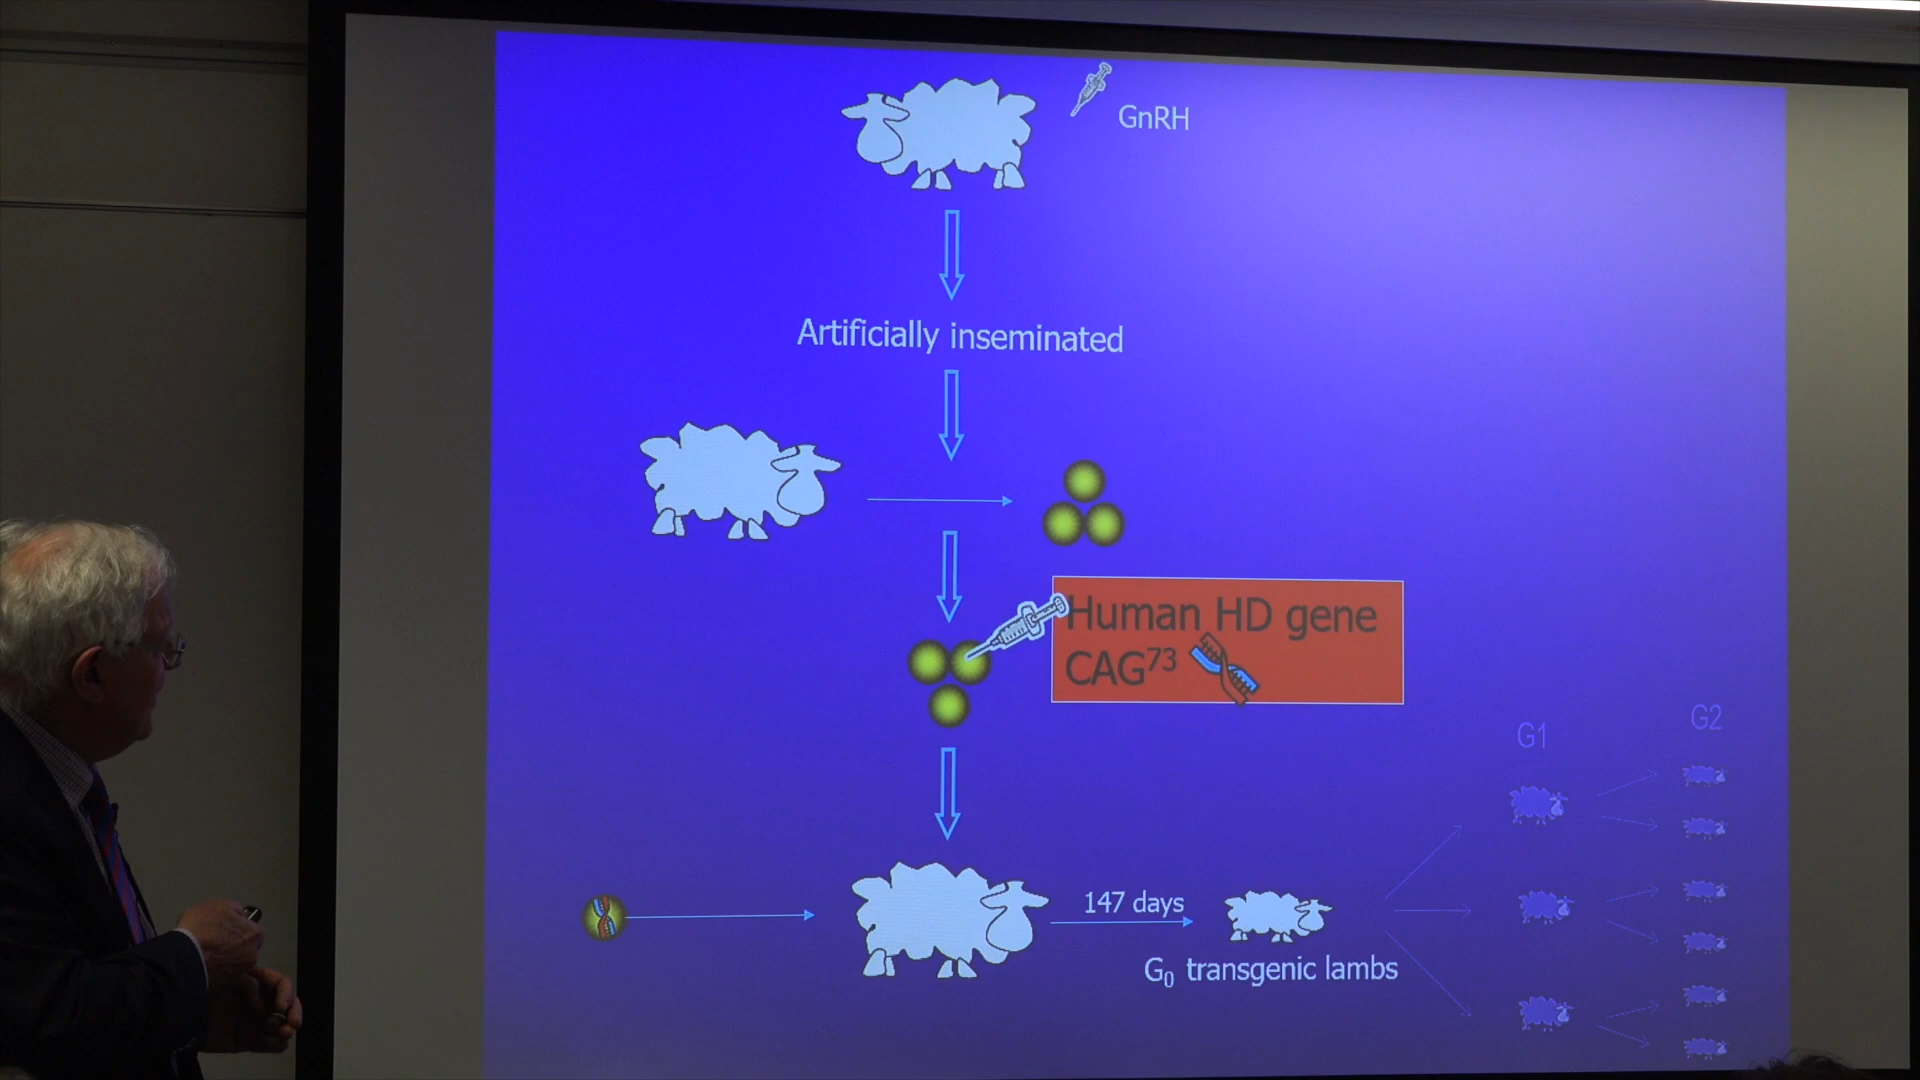 GnRH
Artificially inseminated
Human HD gene
CAG⁷³
G1
G2
147 days
G₀ transgenic lambs